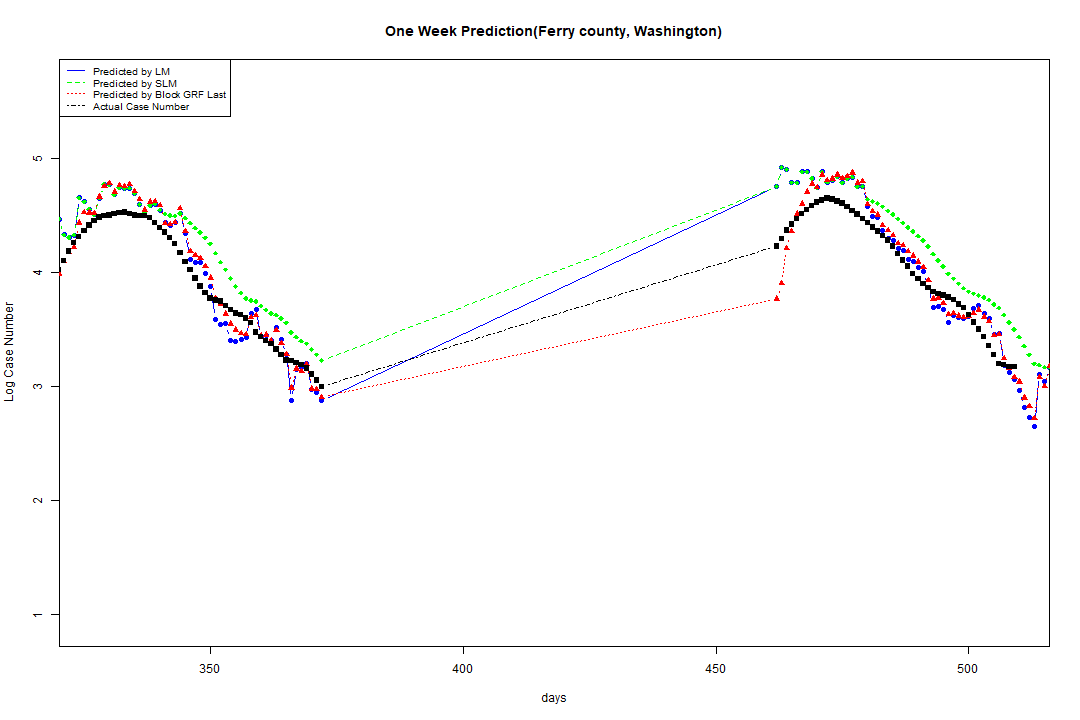 One Week Prediction(Ferry county, Washington)
Predicted by LM
Predicted by SLM
Predicted by Block GRF Last
Actual Case Number
5
4
3
2
1
Log Case Number
350
400
450
500
days